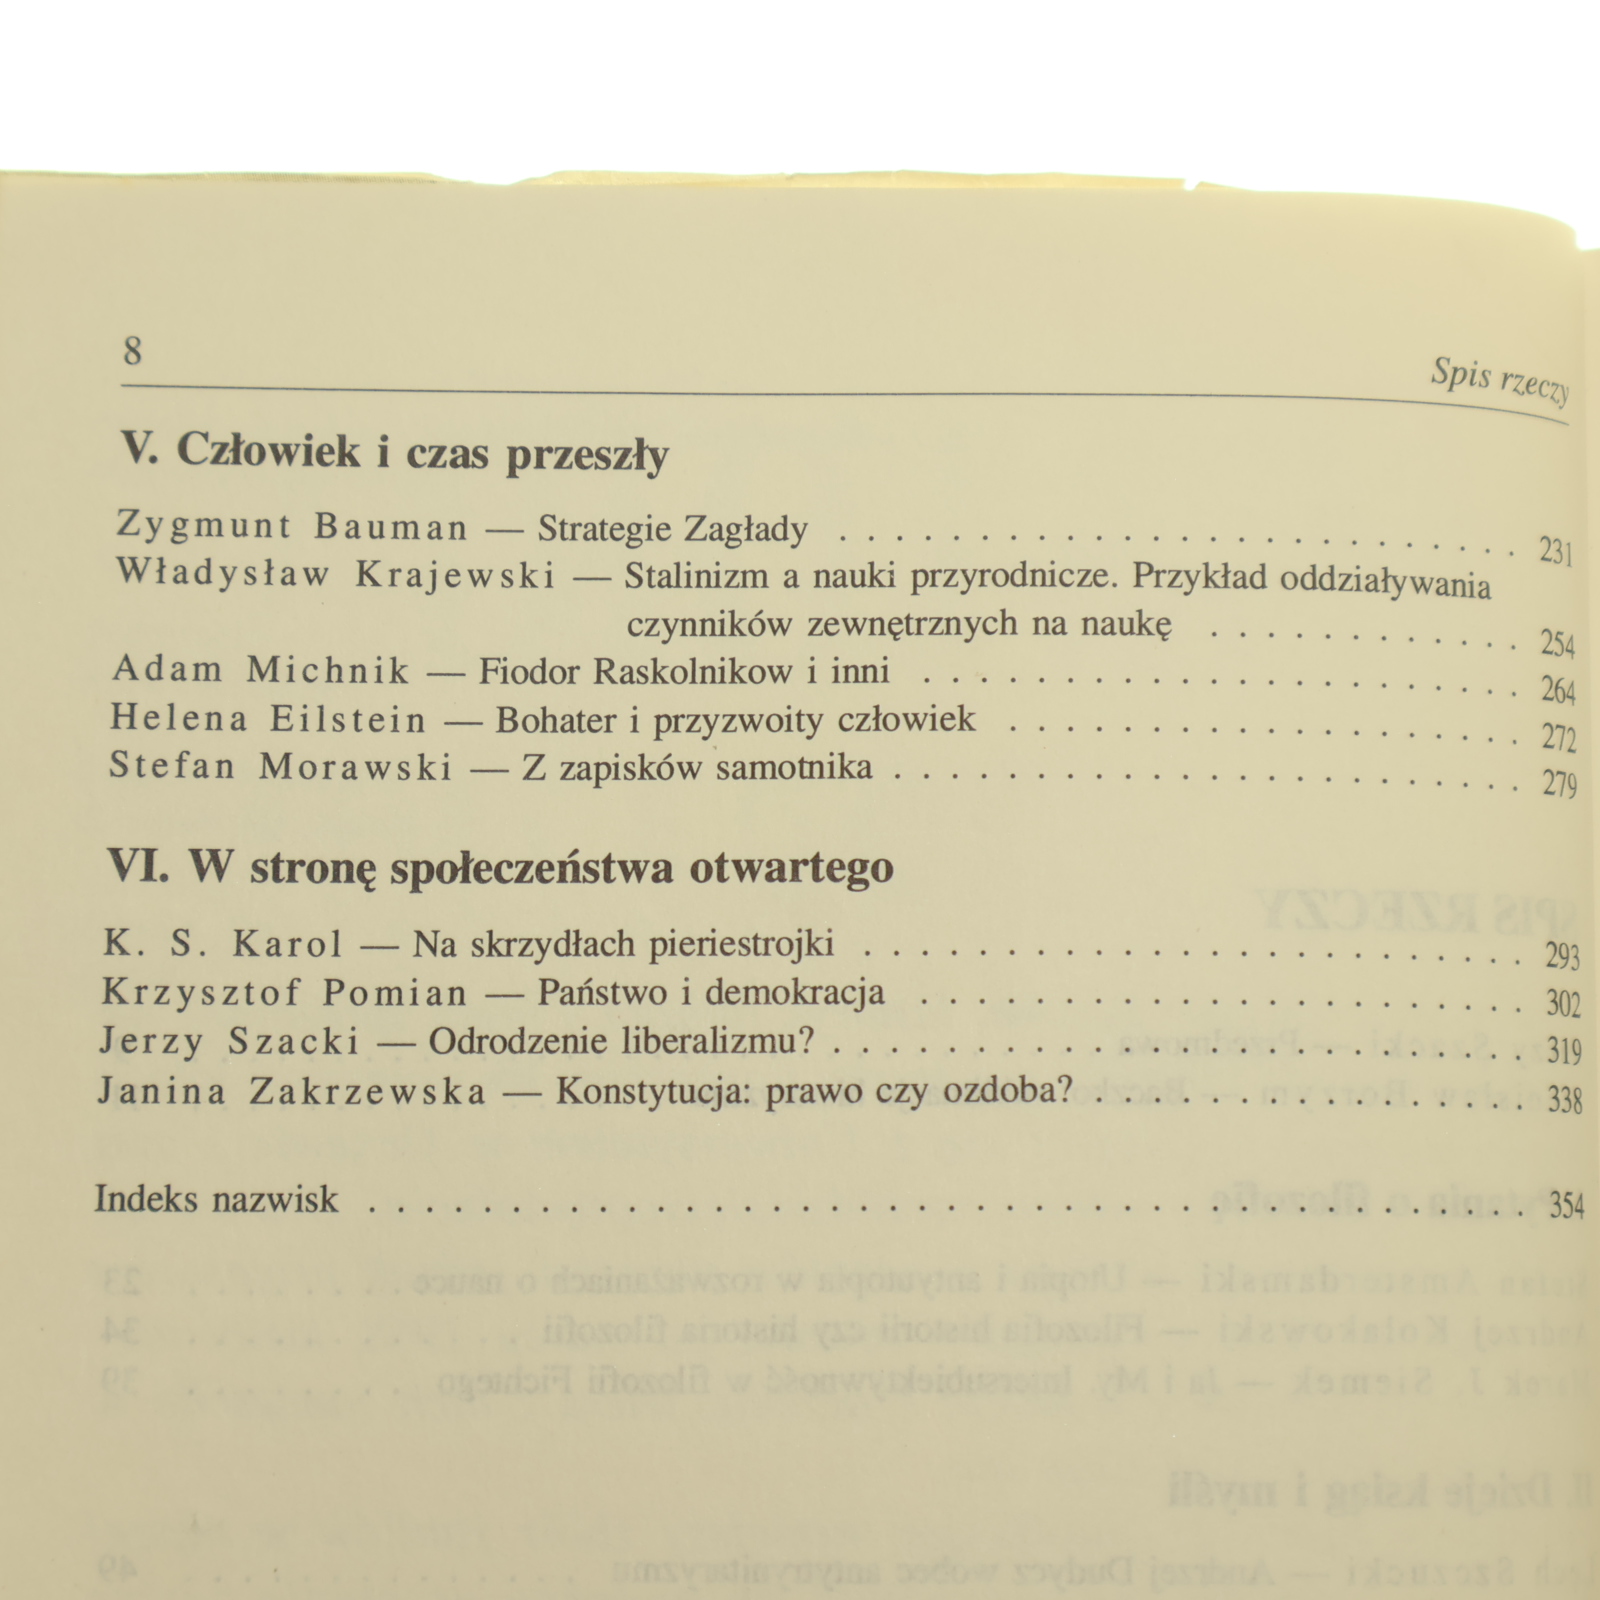 8
Spis rzeczy
V. Człowiek i czas przeszły
Zygmunt Bauman — Strategie Zagłady . . . . . . . . . . . . . . . . . . . . . . . . . 231
Władysław Krajewski — Stalinizm a nauki przyrodnicze. Przykład oddziaływania
czynników zewnętrznych na naukę . . . . . . . . . . . . 254
Adam Michnik — Fiodor Raskolnikow i inni . . . . . . . . . . . . . . . . . . . . . . 264
Helena Eilstein — Bohater i przyzwoity człowiek . . . . . . . . . . . . . . . . . . . 272
Stefan Morawski — Z zapisków samotnika . . . . . . . . . . . . . . . . . . . . . . . 279
VI. W stronę społeczeństwa otwartego
K. S. Karol — Na skrzydłach pieriestrojki . . . . . . . . . . . . . . . . . . . . . . . . 293
Krzysztof Pomian — Państwo i demokracja . . . . . . . . . . . . . . . . . . . . . . 302
Jerzy Szacki — Odrodzenie liberalizmu? . . . . . . . . . . . . . . . . . . . . . . . . . 319
Janina Zakrzewska — Konstytucja: prawo czy ozdoba? . . . . . . . . . . . . . . . . 338
Indeks nazwisk . . . . . . . . . . . . . . . . . . . . . . . . . . . . . . . . . . . . . . . . . 354